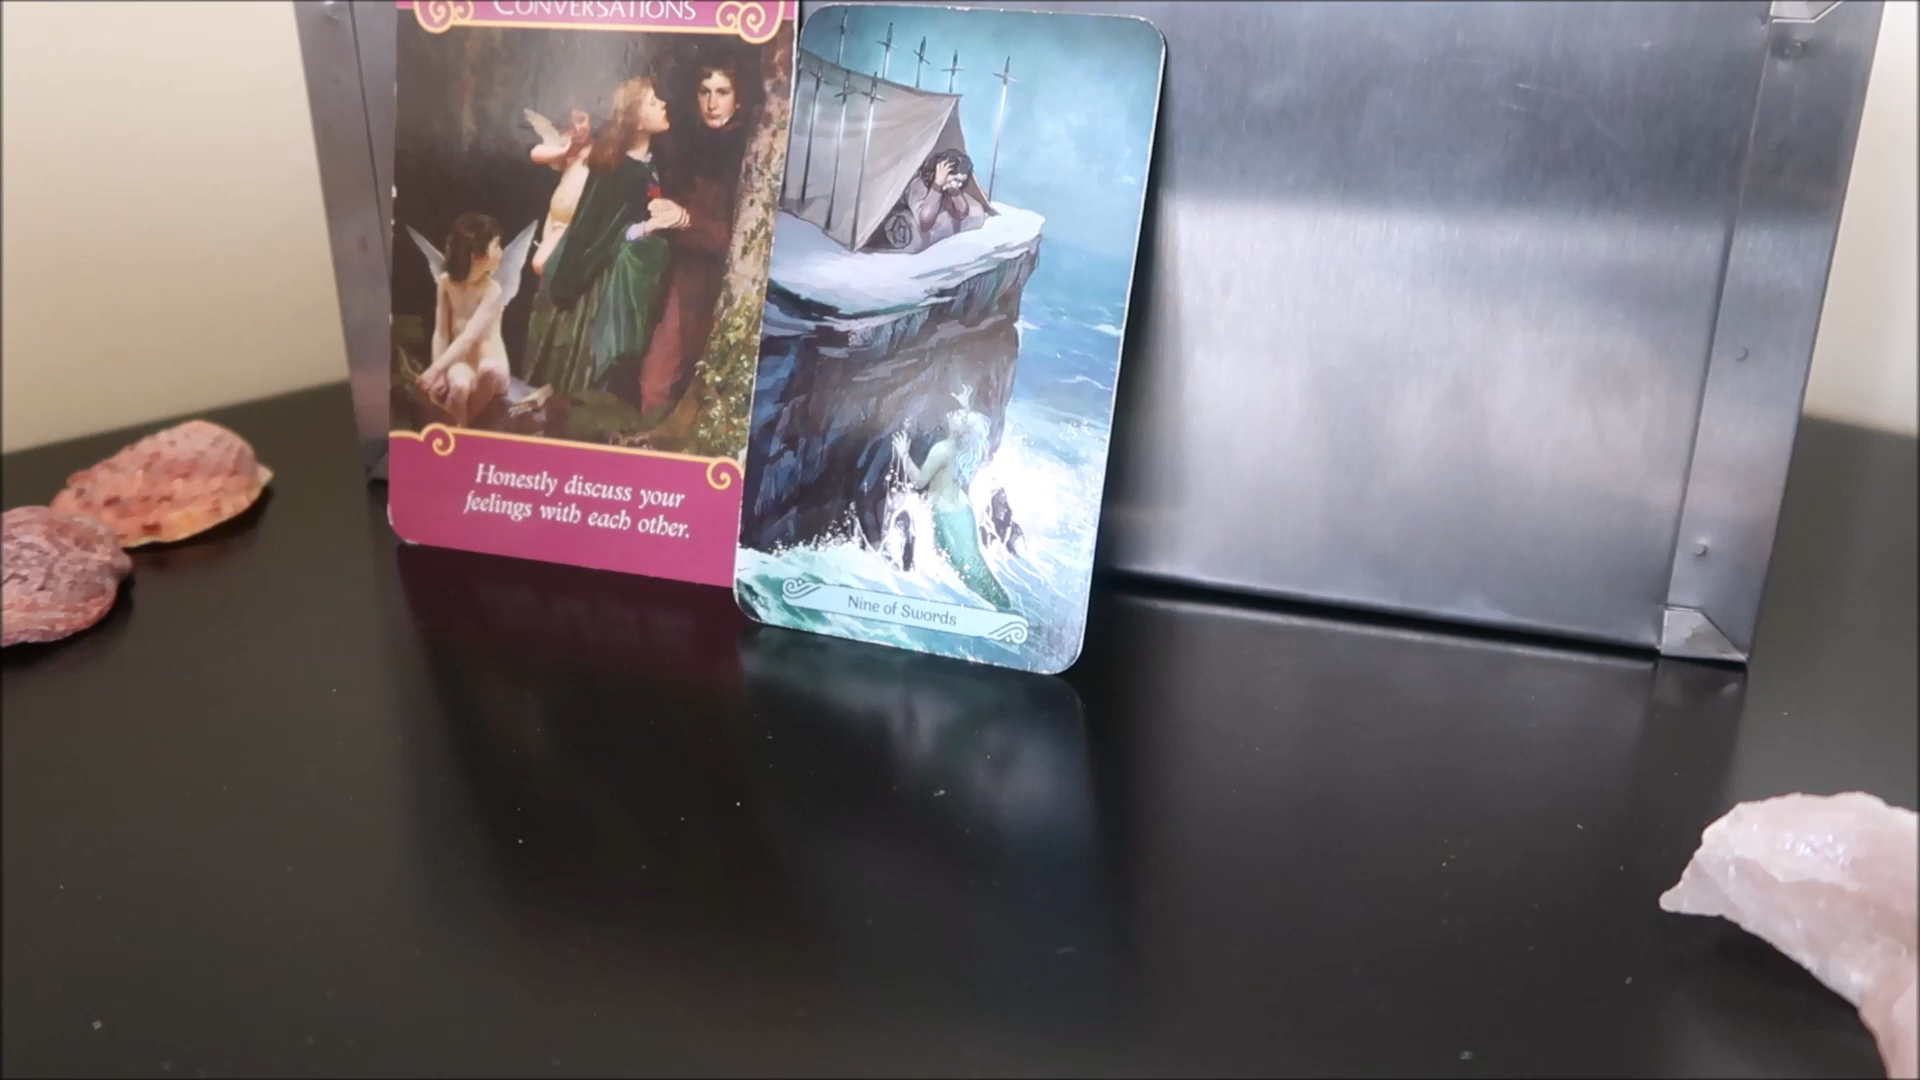 CONVERSATIONS
Honestly discuss your
feelings with each other.
Nine of Swords